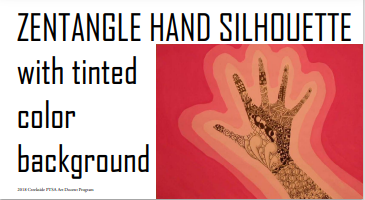 ZENTANGLE HAND SILHOUETTE
with tinted
color
background
2018 Creekside PTSA Art Docent Program